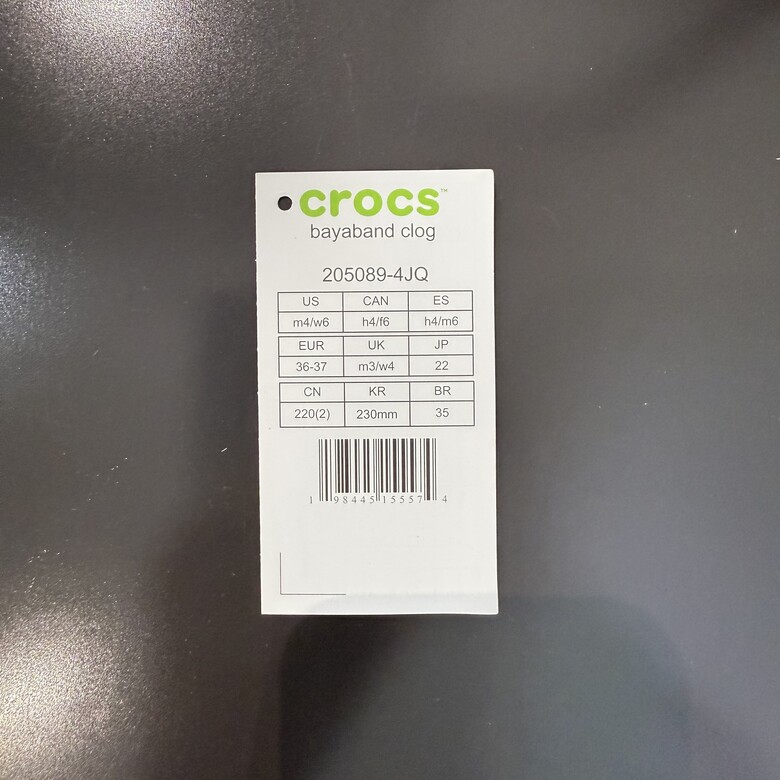 crocs™
bayaband clog
205089-4JQ
US CAN ES
m4/w6 h4/f6 h4/m6
EUR UK JP
36-37 m3/w4 22
CN KR BR
220(2) 230mm 35
1 98445 15557 4